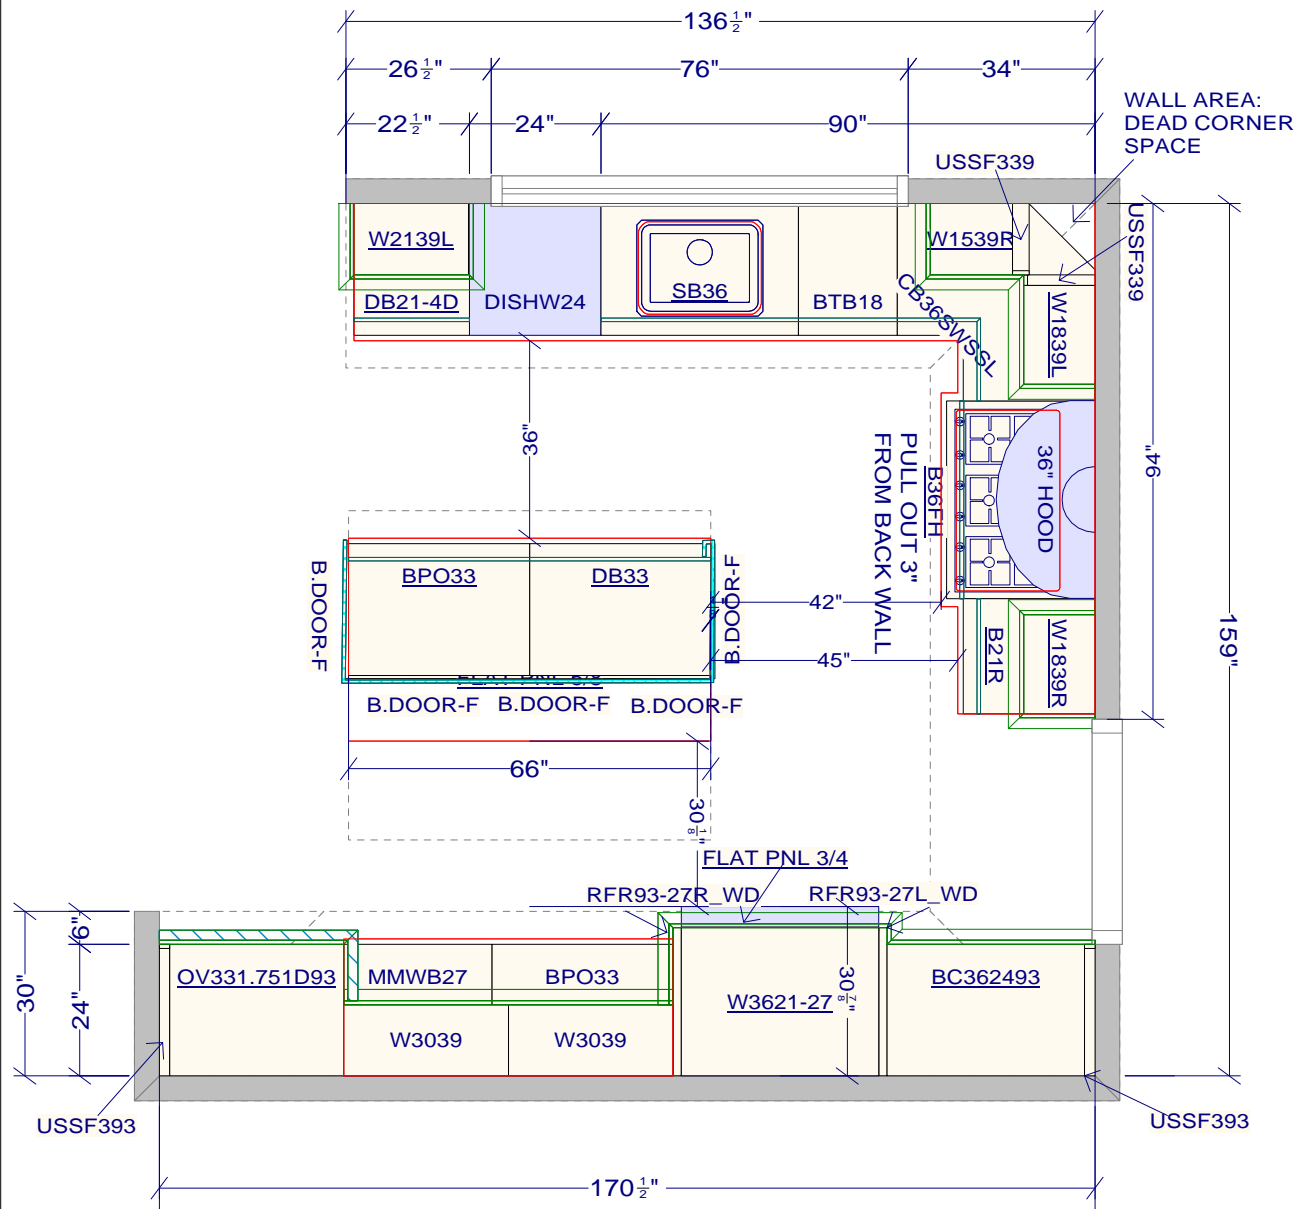 136 1/2"
26 1/2"
76"
34"
22 1/2"
24"
90"
WALL AREA:
DEAD CORNER
SPACE
USSF339
USSF339
W2139L
W1539R
DB21-4D
DISHW24
SB36
BTB18
CB36SWSSL
W1839L
94"
36"
36" HOOD
B36FH
PULL OUT 3"
FROM BACK WALL
BPO33
DB33
B.DOOR-F
B.DOOR-F
42"
45"
B21R
W1839R
159"
FLAT PNL 5/8
B.DOOR-F
B.DOOR-F
B.DOOR-F
66"
30 1/8"
FLAT PNL 3/4
RFR93-27R_WD
RFR93-27L_WD
6"
30"
24"
OV331.751D93
MMWB27
BPO33
W3621-27
30 7/8"
BC362493
W3039
W3039
USSF393
USSF393
170 1/2"